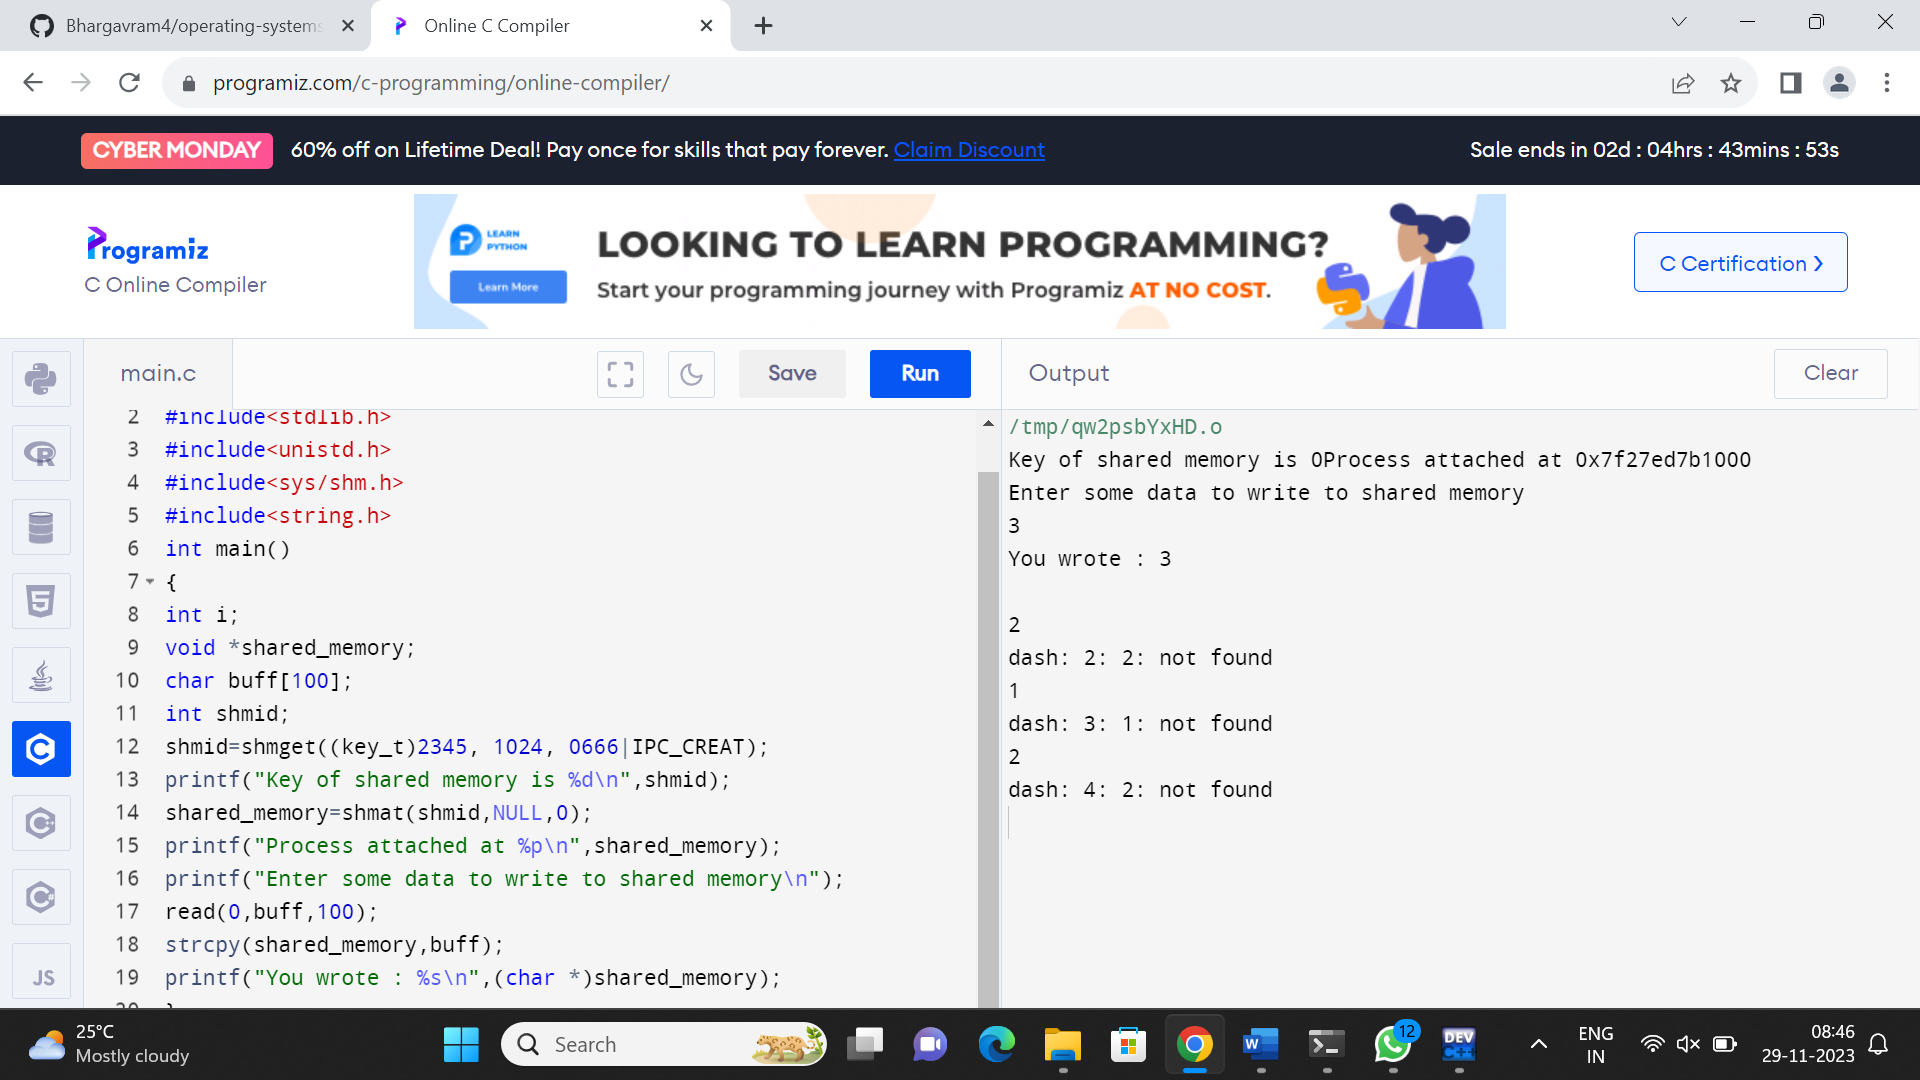 Bhargavram4/operating-systems
Online C Compiler
programiz.com/c-programming/online-compiler/
CYBER MONDAY
60% off on Lifetime Deal! Pay once for skills that pay forever. Claim Discount
Sale ends in 02d : 04hrs : 43mins : 53s
Programiz
C Online Compiler
LEARN
PYTHON
Learn More
LOOKING TO LEARN PROGRAMMING?
Start your programming journey with Programiz AT NO COST.
C Certification ❯
main.c
Save
Run
Output
Clear
2 #include<stdlib.h>
3 #include<unistd.h>
4 #include<sys/shm.h>
5 #include<string.h>
6 int main()
7 {
8 int i;
9 void *shared_memory;
10 char buff[100];
11 int shmid;
12 shmid=shmget((key_t)2345, 1024, 0666|IPC_CREAT);
13 printf("Key of shared memory is %d\n",shmid);
14 shared_memory=shmat(shmid,NULL,0);
15 printf("Process attached at %p\n",shared_memory);
16 printf("Enter some data to write to shared memory\n");
17 read(0,buff,100);
18 strcpy(shared_memory,buff);
19 printf("You wrote : %s\n",(char *)shared_memory);
20 }
/tmp/qw2psbYxHD.o
Key of shared memory is 0Process attached at 0x7f27ed7b1000
Enter some data to write to shared memory
3
You wrote : 3
2
dash: 2: 2: not found
1
dash: 3: 1: not found
2
dash: 4: 2: not found
JS
25°C
Mostly cloudy
Search
12
DEV
C++
ENG
IN
08:46
29-11-2023